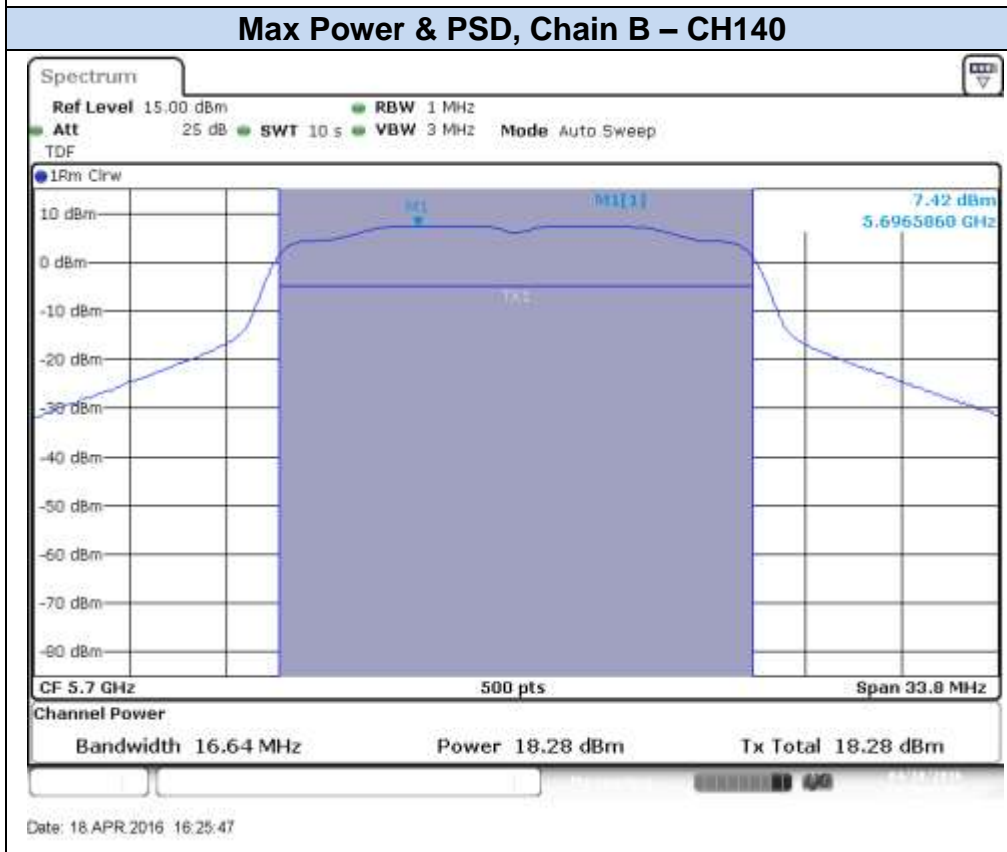 Max Power & PSD, Chain B – CH140
Spectrum
Ref Level 15.00 dBm RBW 1 MHz
Att 25 dB SWT 10 s VBW 3 MHz Mode Auto Sweep
TDF
1Rm Clrw
M1[1] 7.42 dBm
5.6965860 GHz
M1
10 dBm
0 dBm
-10 dBm
Tx1
-20 dBm
-30 dBm
-40 dBm
-50 dBm
-60 dBm
-70 dBm
-80 dBm
CF 5.7 GHz 500 pts Span 33.8 MHz
Channel Power
Bandwidth 16.64 MHz Power 18.28 dBm Tx Total 18.28 dBm
Date: 18.APR.2016 16:25:47